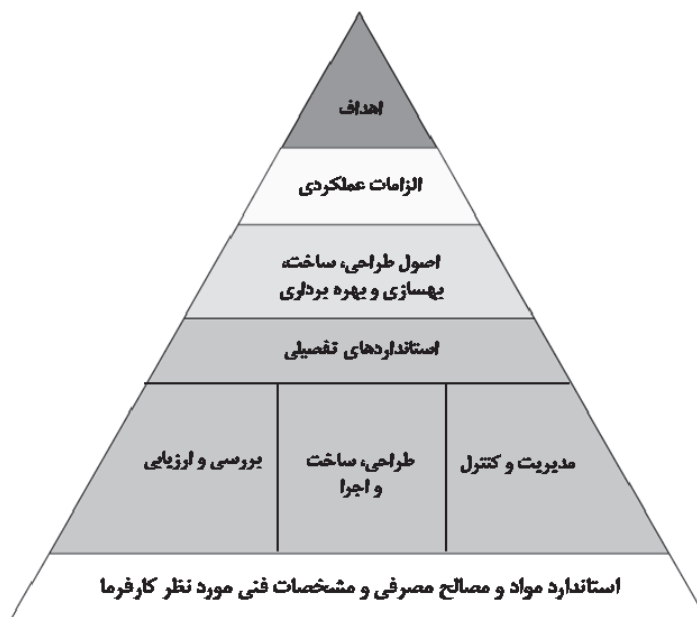 اهداف
الزامات عملکردی
اصول طراحی، ساخت،
بهسازی و بهره برداری
استانداردهای تفصیلی
مدیریت و کنترل
طراحی، ساخت
و اجرا
بررسی و ارزیابی
استاندارد مواد و مصالح مصرفی و مشخصات فنی مورد نظر کارفرما